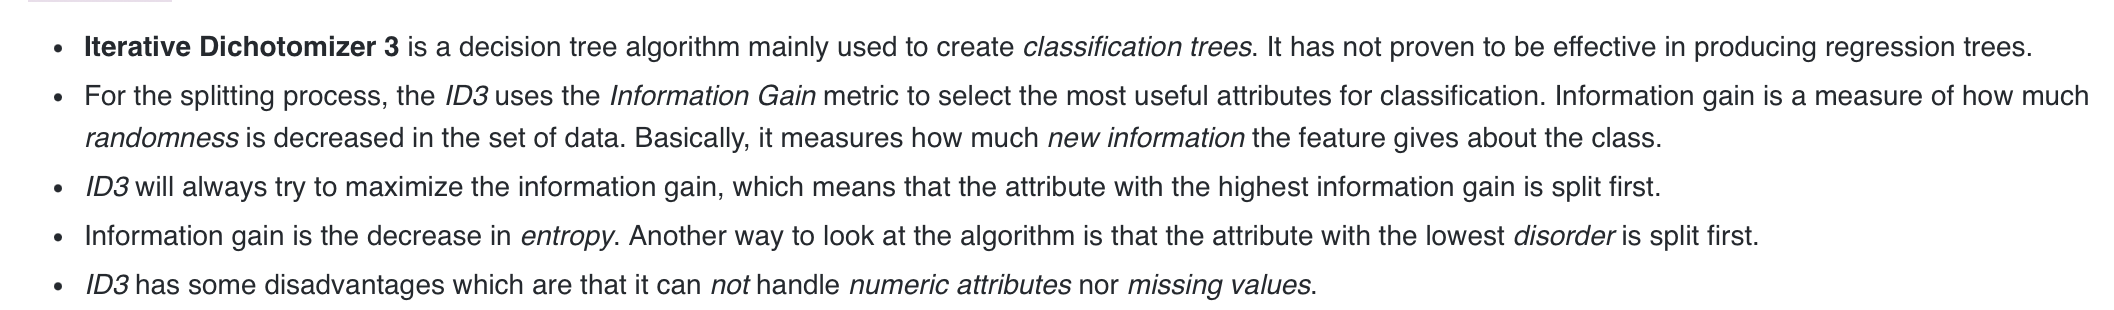 • Iterative Dichotomizer 3 is a decision tree algorithm mainly used to create classification trees. It has not proven to be effective in producing regression trees.
• For the splitting process, the ID3 uses the Information Gain metric to select the most useful attributes for classification. Information gain is a measure of how much
randomness is decreased in the set of data. Basically, it measures how much new information the feature gives about the class.
• ID3 will always try to maximize the information gain, which means that the attribute with the highest information gain is split first.
• Information gain is the decrease in entropy. Another way to look at the algorithm is that the attribute with the lowest disorder is split first.
• ID3 has some disadvantages which are that it can not handle numeric attributes nor missing values.